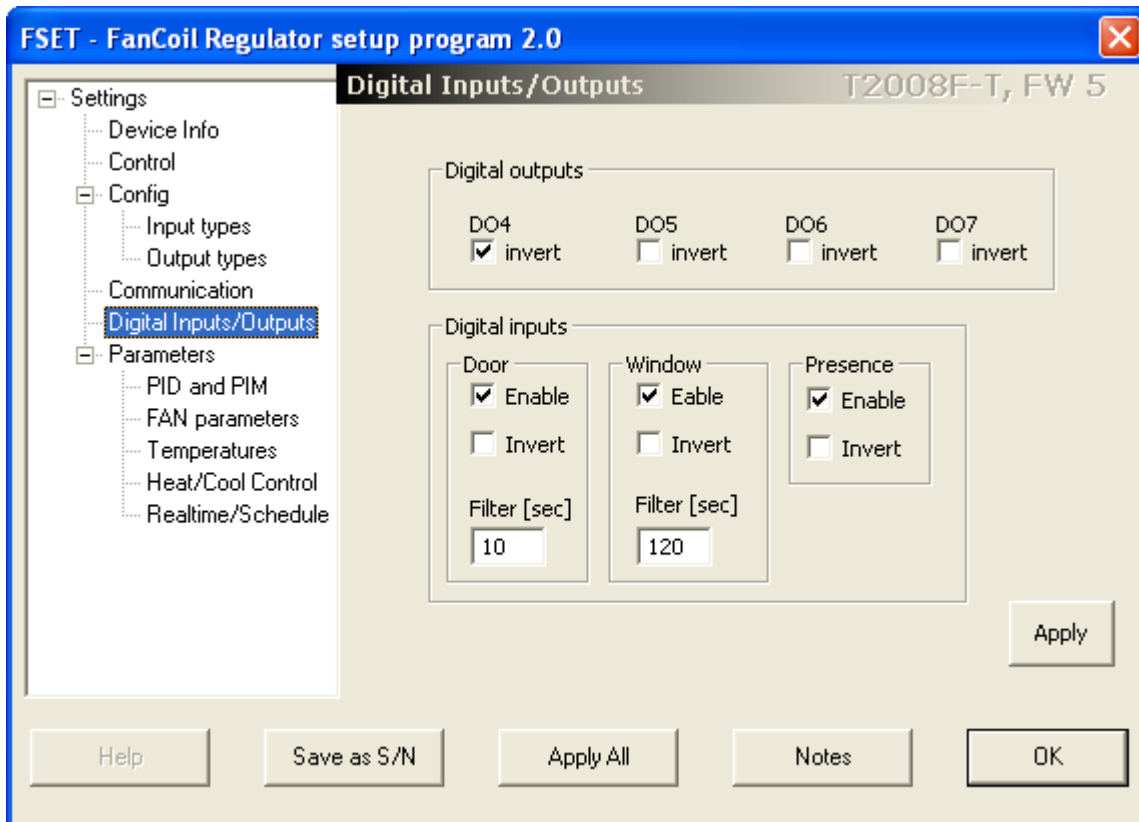 FSET - FanCoil Regulator setup program 2.0
Settings
Device Info
Control
Config
Input types
Output types
Communication
Digital Inputs/Outputs
Parameters
PID and PIM
FAN parameters
Temperatures
Heat/Cool Control
Realtime/Schedule
Digital Inputs/Outputs T2008F-T, FW 5
Digital outputs
DO4 DO5 DO6 DO7
invert invert invert invert
Digital inputs
Door Window Presence
Enable Eable Enable
Invert Invert Invert
Filter [sec] Filter [sec]
10 120
Apply
Help Save as S/N Apply All Notes OK